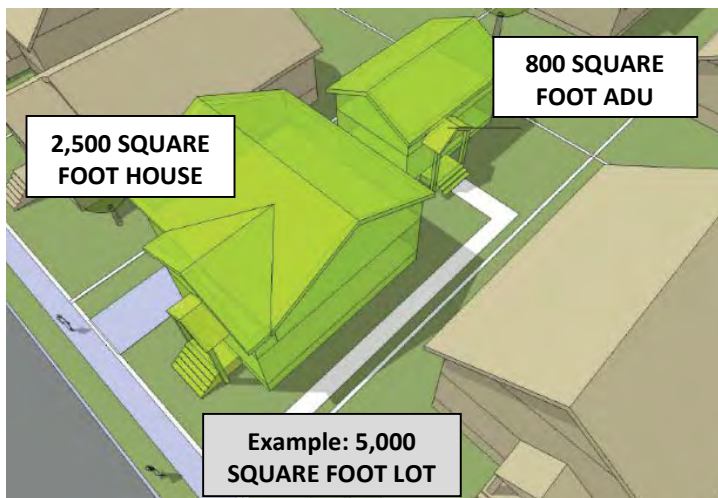 800 SQUARE
FOOT ADU
2,500 SQUARE
FOOT HOUSE
Example: 5,000
SQUARE FOOT LOT